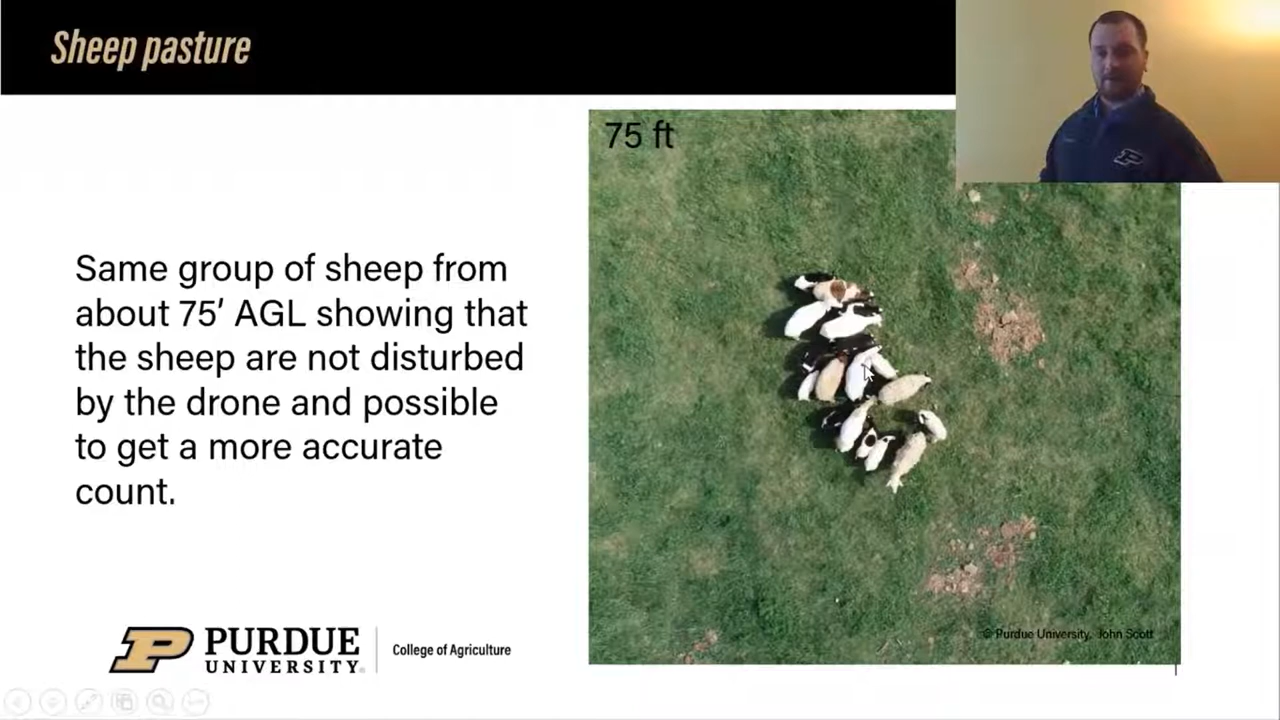 Sheep pasture
75 ft
Same group of sheep from
about 75’ AGL showing that
the sheep are not disturbed
by the drone and possible
to get a more accurate
count.
© Purdue University, John Scott
PURDUE
UNIVERSITY®
College of Agriculture